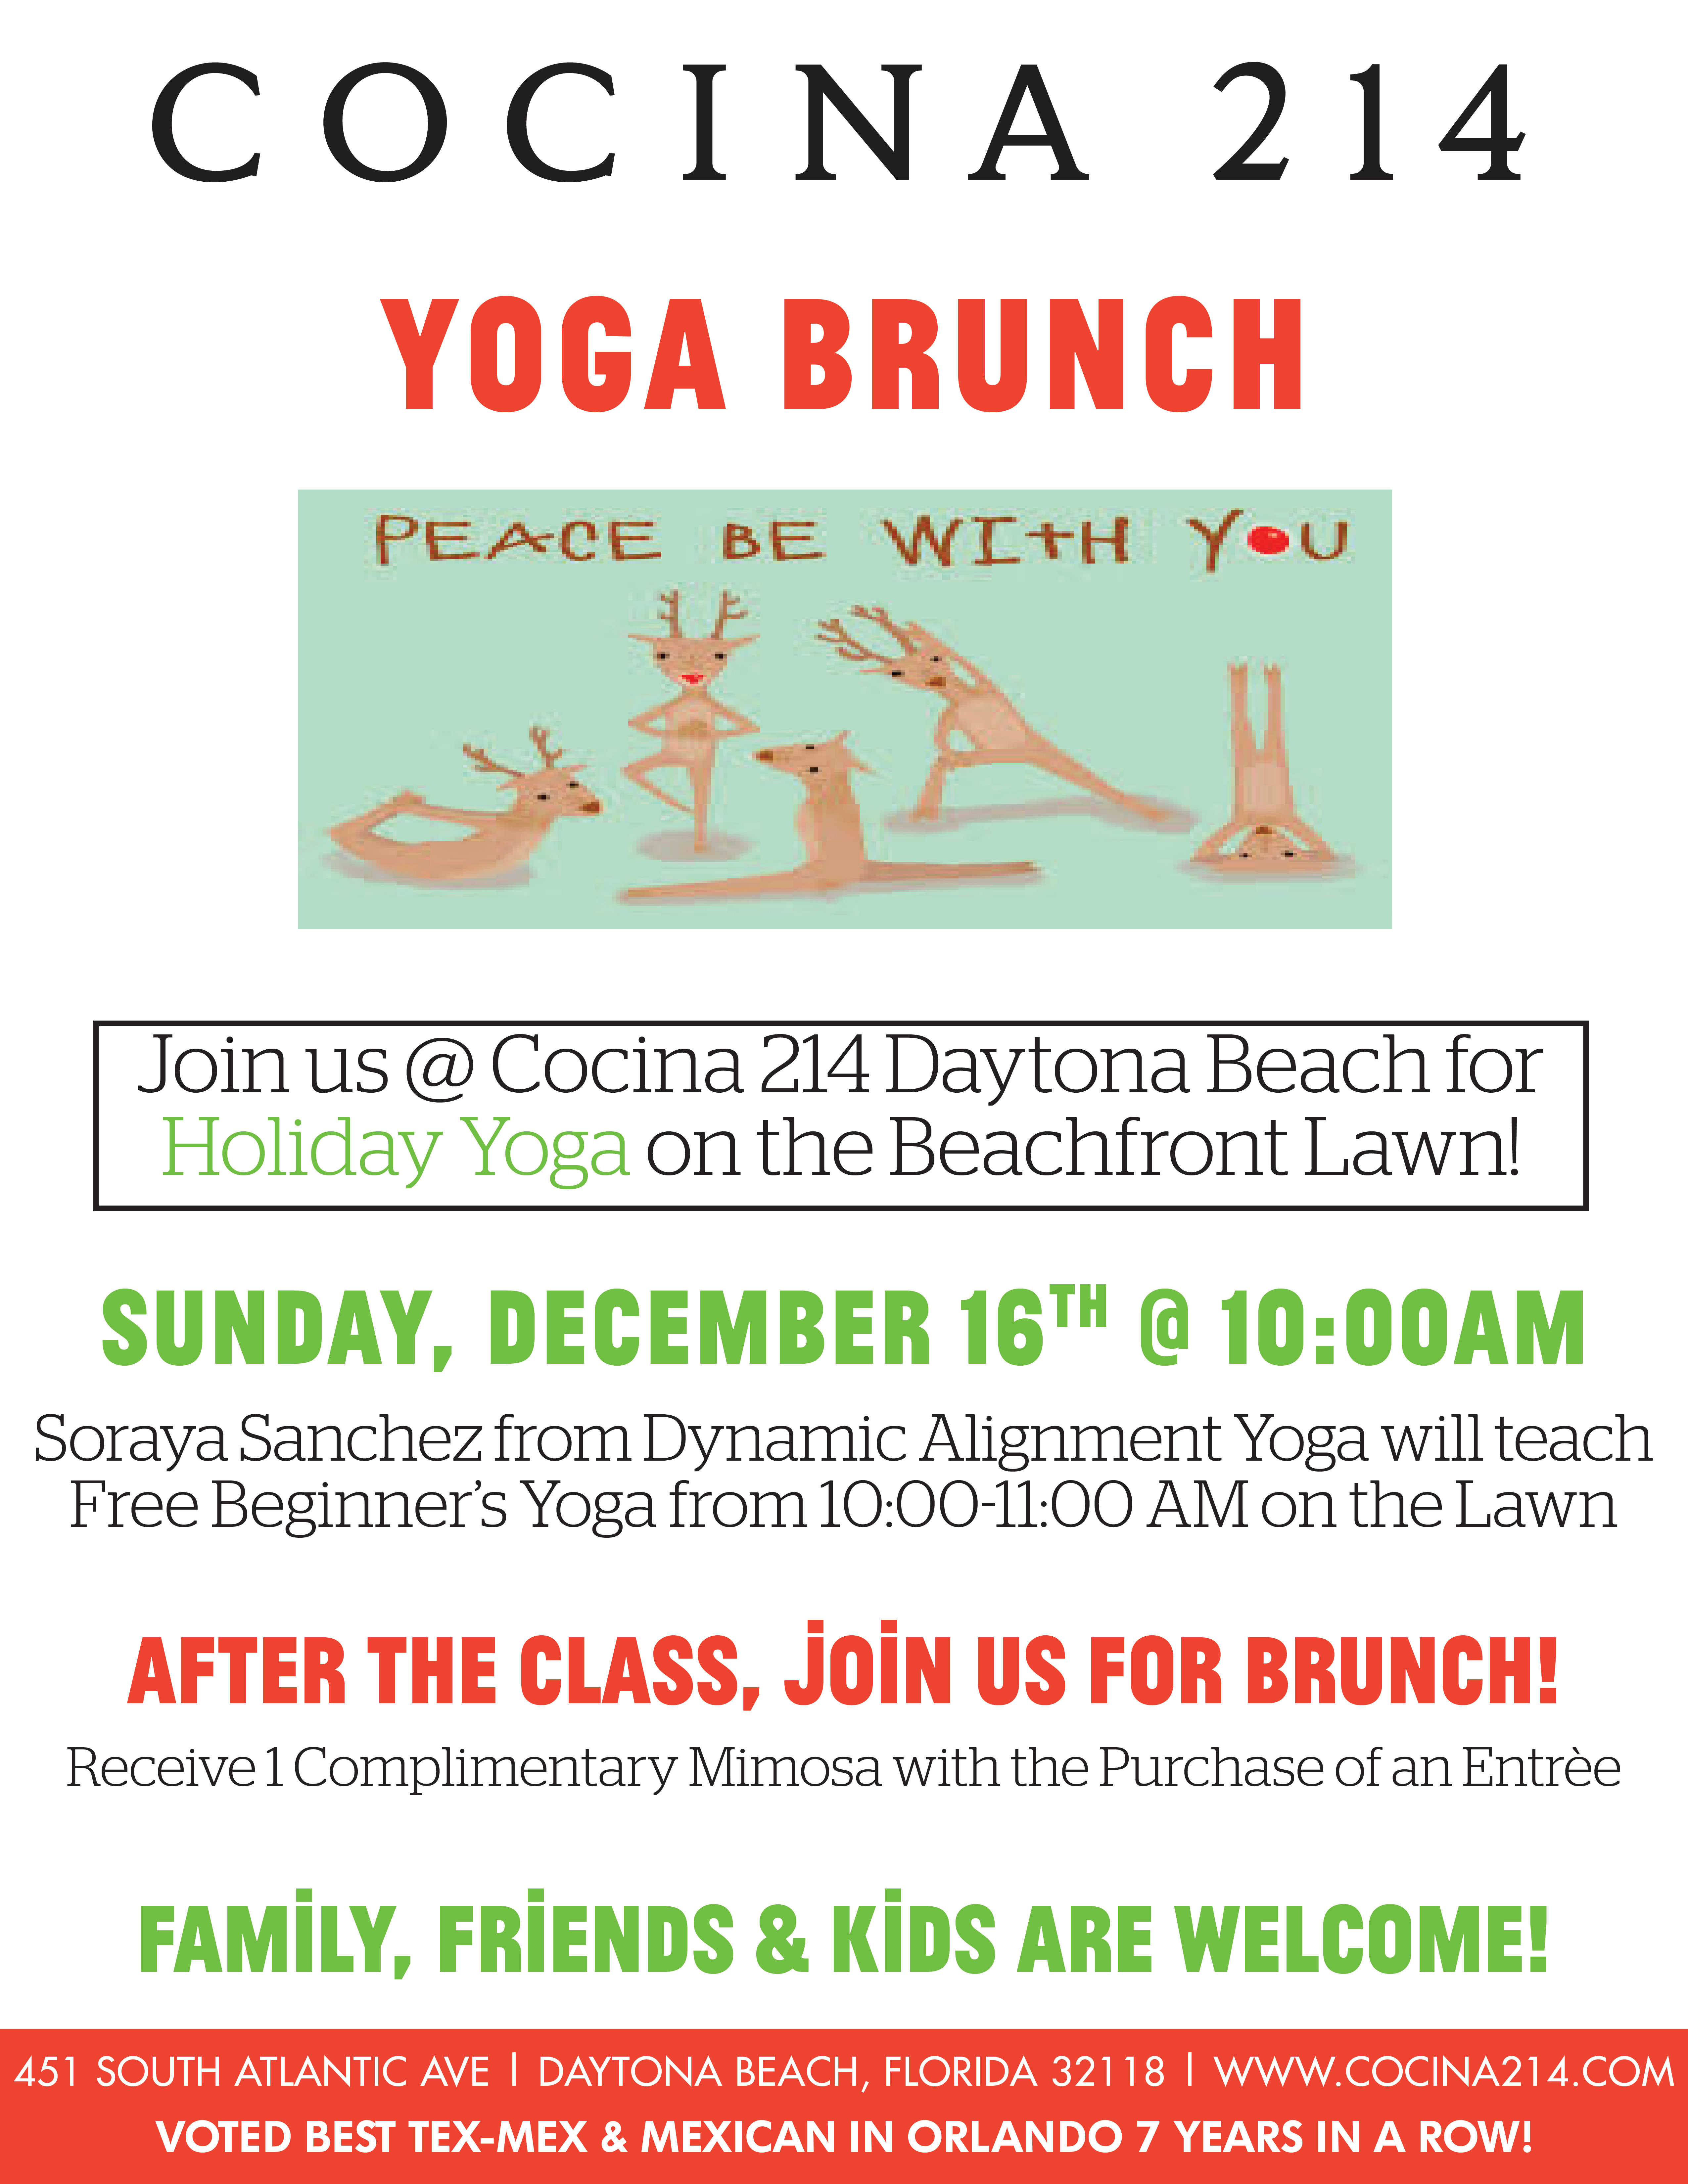 COCINA 214
YOGA BRUNCH
PEACE BE WITH YOU
Join us @ Cocina 214 Daytona Beach for
Holiday Yoga on the Beachfront Lawn!
SUNDAY, DECEMBER 16TH @ 10:00AM
Soraya Sanchez from Dynamic Alignment Yoga will teach
Free Beginner's Yoga from 10:00-11:00 AM on the Lawn
AFTER THE CLASS, JOIN US FOR BRUNCH!
Receive 1 Complimentary Mimosa with the Purchase of an Entrèe
FAMILY, FRIENDS & KIDS ARE WELCOME!
451 SOUTH ATLANTIC AVE | DAYTONA BEACH, FLORIDA 32118 | WWW.COCINA214.COM
VOTED BEST TEX-MEX & MEXICAN IN ORLANDO 7 YEARS IN A ROW!